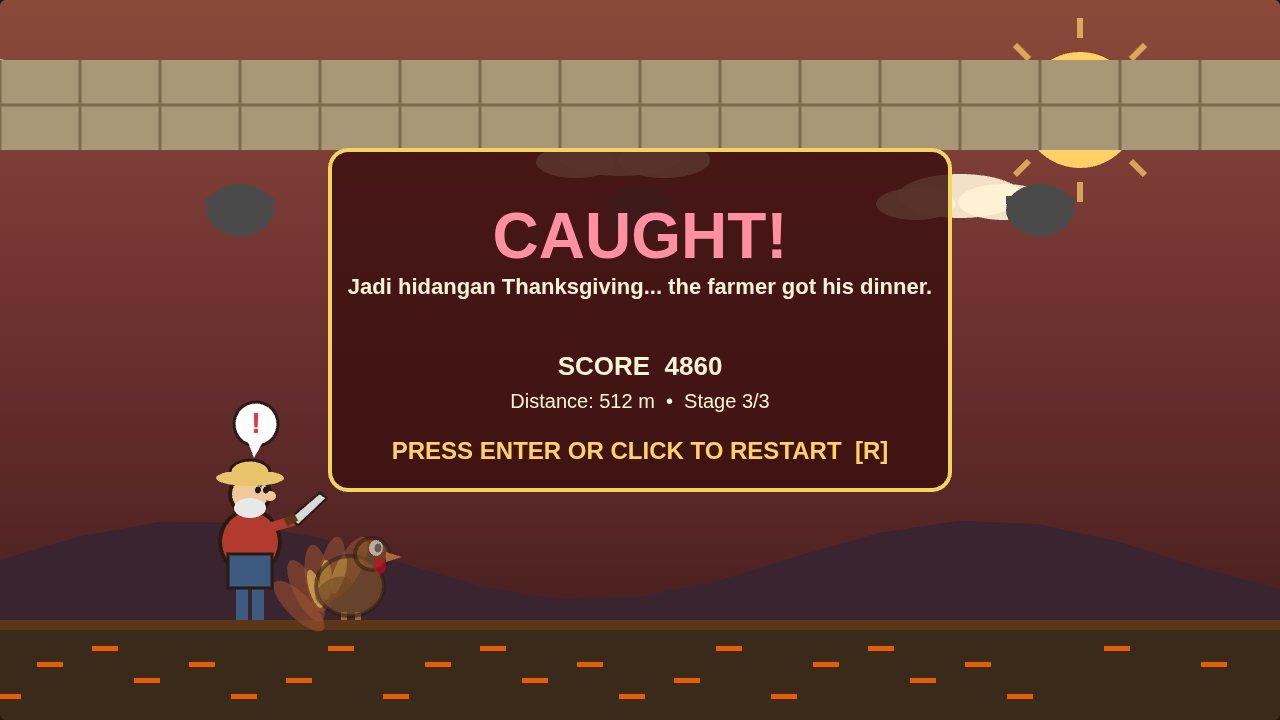 CAUGHT!
Jadi hidangan Thanksgiving... the farmer got his dinner.
SCORE 4860
Distance: 512 m • Stage 3/3
PRESS ENTER OR CLICK TO RESTART [R]
!